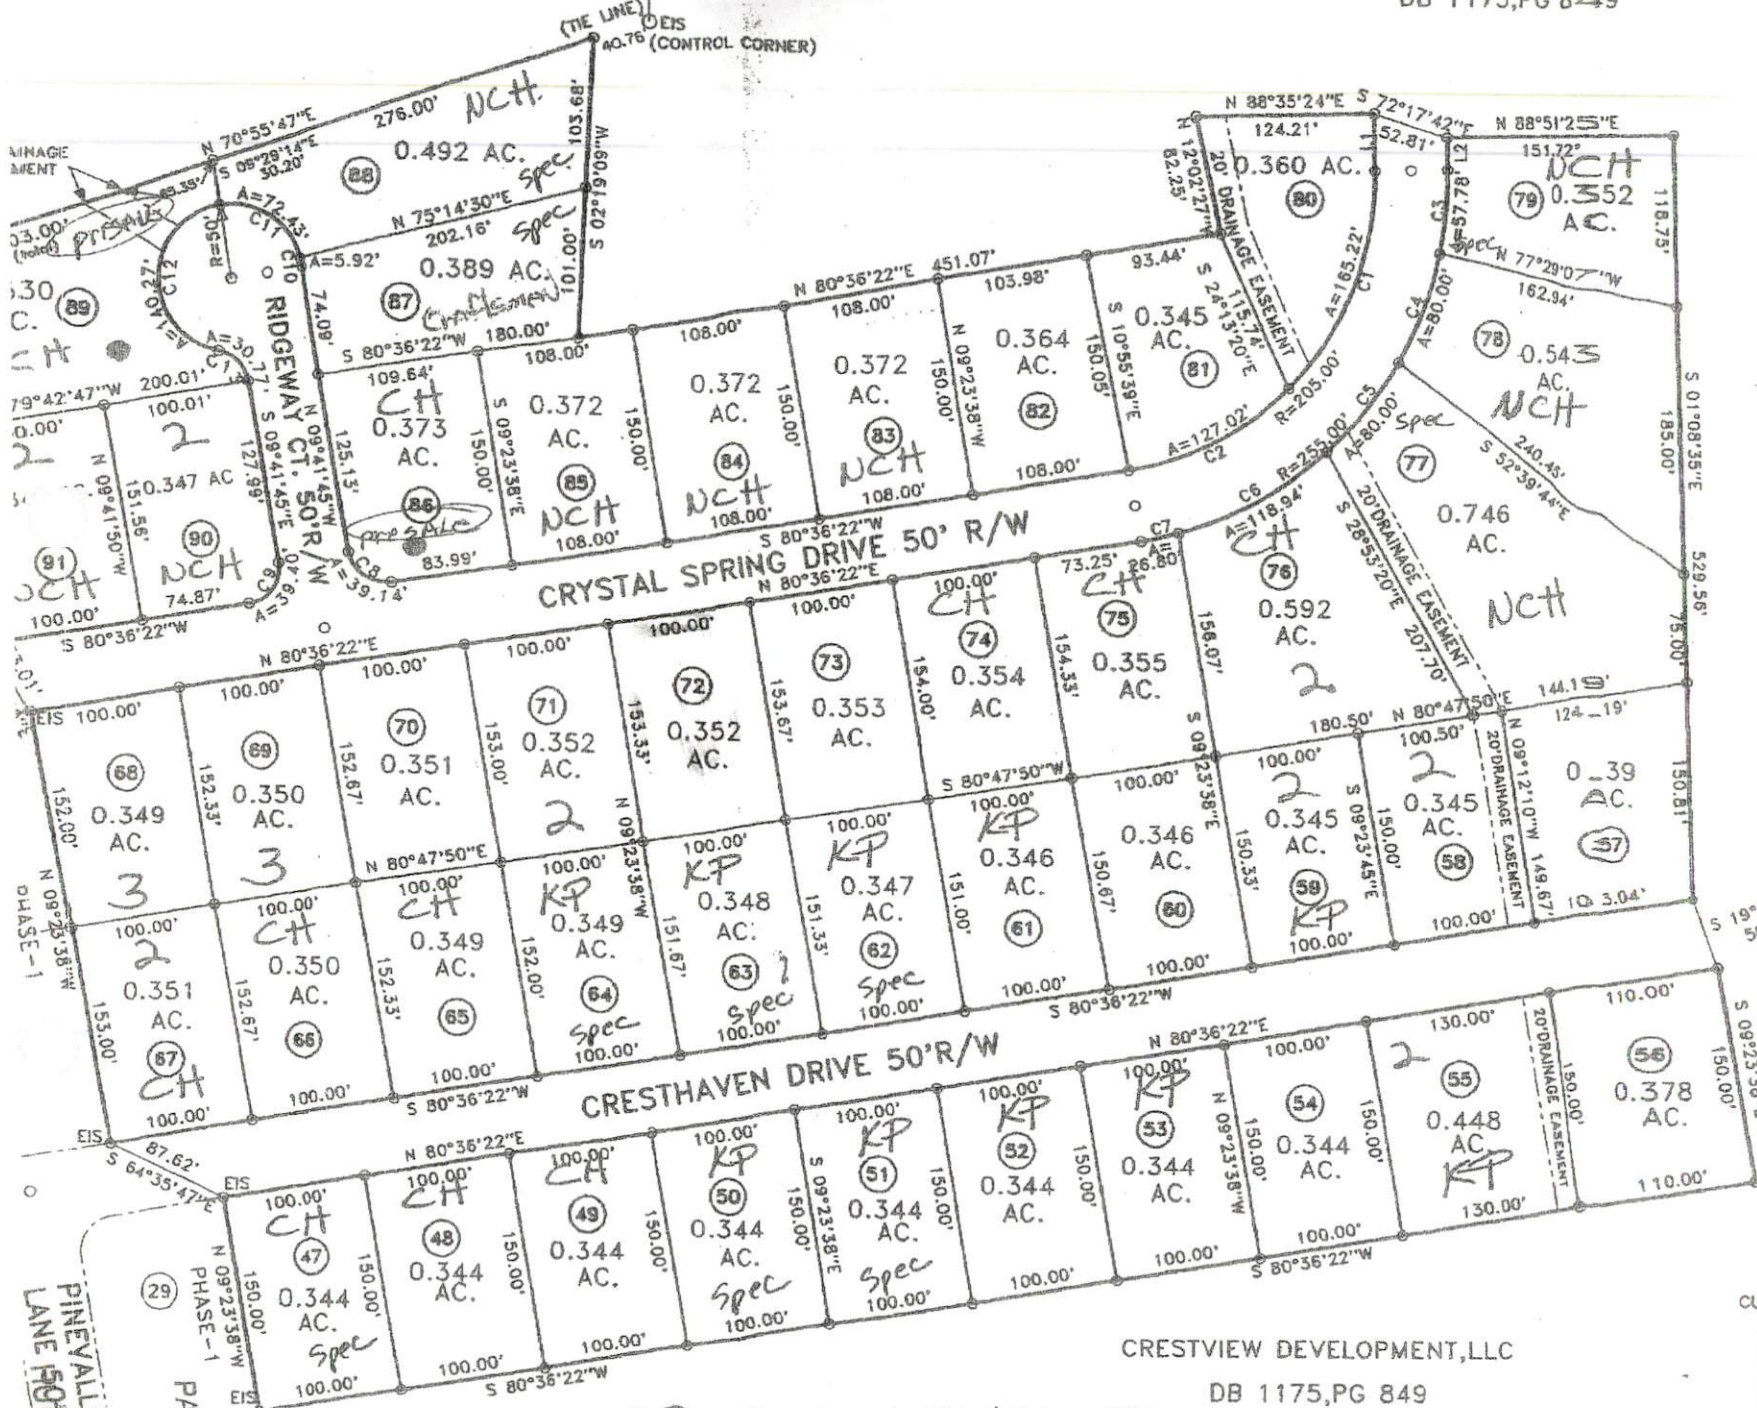 (TIE LINE)
EIS
40.76'
(CONTROL CORNER)
N 70°55'47"E
276.00'
NCH
S 05°29'14"E
30.20'
0.492 AC.
88
spec
103.68'
S 02°19'09"W
A=72.43'
C11
R=50'
C12
A=140.27'
C10
N 75°14'30"E
202.16'
spec
A=5.92'
0.389 AC.
87
Craftsman
101.00'
74.09'
S 80°36'22"W
180.00'
prisale
89
RIDGEWAY CT. 50'R/W
A=30.77'
79°42'47"W
200.01'
100.01'
2
0.347 AC
90
NCH
N 09°41'50"W
151.56'
127.99'
S 09°41'45"E
74.87'
91
100.00'
S 80°36'22"W
C9
A=39.40'
N 09°41'45"W
125.13'
109.64'
CH
0.373
AC.
86
presale
C8
A=39.14'
83.99'
S 09°23'38"E
150.00'
108.00'
0.372
AC.
85
NCH
108.00'
150.00'
108.00'
0.372
AC.
84
NCH
108.00'
150.00'
108.00'
0.372
AC.
83
NCH
108.00'
N 80°36'22"E
451.07'
N 09°23'38"W
150.00'
103.98'
0.364
AC.
82
108.00'
S 10°55'39"E
150.05'
93.44'
0.345
AC.
81
S 24°13'20"E
115.74'
A=127.02'
C2
R=205.00'
N 12°02'27"W
82.25'
20' DRAINAGE EASEMENT
N 88°35'24"E
124.21'
0.360 AC.
80
L1
A=165.22'
C1
S 72°17'42"E
52.81'
N 88°51'25"E
151.72'
L2
NCH
79
0.352
AC.
118.75'
C3
A=57.78'
spec
N 77°29'07"W
162.94'
C4
A=80.00'
78
0.543
AC.
NCH
S 01°08'35"E
185.00'
240.45'
S 52°39'44"E
C5
A=80.00'
R=255.00'
spec
77
0.746
AC.
NCH
529.56'
75.00'
20'DRAINAGE EASEMENT
S 28°53'20"E
207.70'
144.19'
C6
A=118.94'
C7
CH
76
0.592
AC.
2
156.07'
180.50'
N 80°47'50"E
S 80°36'22"W
CRYSTAL SPRING DRIVE 50' R/W
N 80°36'22"E
N 80°36'22"E
EIS
100.00'
68
0.349
AC.
3
152.00'
152.33'
100.00'
69
0.350
AC.
3
152.67'
100.00'
70
0.351
AC.
153.00'
100.00'
71
0.352
AC.
2
153.33'
100.00'
72
0.352
AC.
153.67'
100.00'
73
0.353
AC.
154.00'
100.00'
CH
74
0.354
AC.
154.33'
73.25'
26.80'
CH
75
0.355
AC.
N 09°23'38"W
PHASE-1
N 80°47'50"E
N 09°23'38"W
S 80°47'50"W
S 09°23'38"E
100.00'
2
0.351
AC.
67
CH
153.00'
100.00'
152.67'
100.00'
CH
0.350
AC.
66
100.00'
152.33'
100.00'
CH
0.349
AC.
65
100.00'
152.00'
100.00'
KP
0.349
AC.
64
spec
100.00'
151.67'
100.00'
KP
0.348
AC.
63
spec
100.00'
151.33'
100.00'
KP
0.347
AC.
62
spec
100.00'
151.00'
100.00'
KP
0.346
AC.
61
100.00'
150.67'
100.00'
0.346
AC.
60
100.00'
150.33'
100.00'
2
0.345
AC.
59
KP
100.00'
S 09°23'45"E
150.00'
100.50'
2
0.345
AC.
58
100.00'
20'DRAINAGE EASEMENT
N 09°12'10"W
149.67'
124.19'
0.39
AC.
57
103.04'
150.81'
S 19°
EIS
S 80°36'22"W
S 80°36'22"W
CRESTHAVEN DRIVE 50'R/W
N 80°36'22"E
N 80°36'22"E
87.62'
S 64°35'47"E
EIS
100.00'
CH
47
0.344
AC.
spec
100.00'
N 09°23'38"W
150.00'
150.00'
100.00'
CH
48
0.344
AC.
100.00'
150.00'
100.00'
CH
49
0.344
AC.
100.00'
150.00'
100.00'
KP
50
0.344
AC.
spec
100.00'
S 09°23'38"E
150.00'
100.00'
KP
51
0.344
AC.
spec
100.00'
150.00'
100.00'
KP
52
0.344
AC.
100.00'
150.00'
100.00'
KP
53
0.344
AC.
100.00'
N 09°23'38"W
150.00'
100.00'
54
0.344
AC.
100.00'
150.00'
130.00'
2
55
0.448
AC.
KP
130.00'
20'DRAINAGE EASEMENT
150.00'
110.00'
56
0.378
AC.
110.00'
150.00'
S 80°36'22"W
S 80°36'22"W
29
PHASE-1
EIS
PINEVALL
LANE
CRESTVIEW DEVELOPMENT,LLC
DB 1175,PG 849